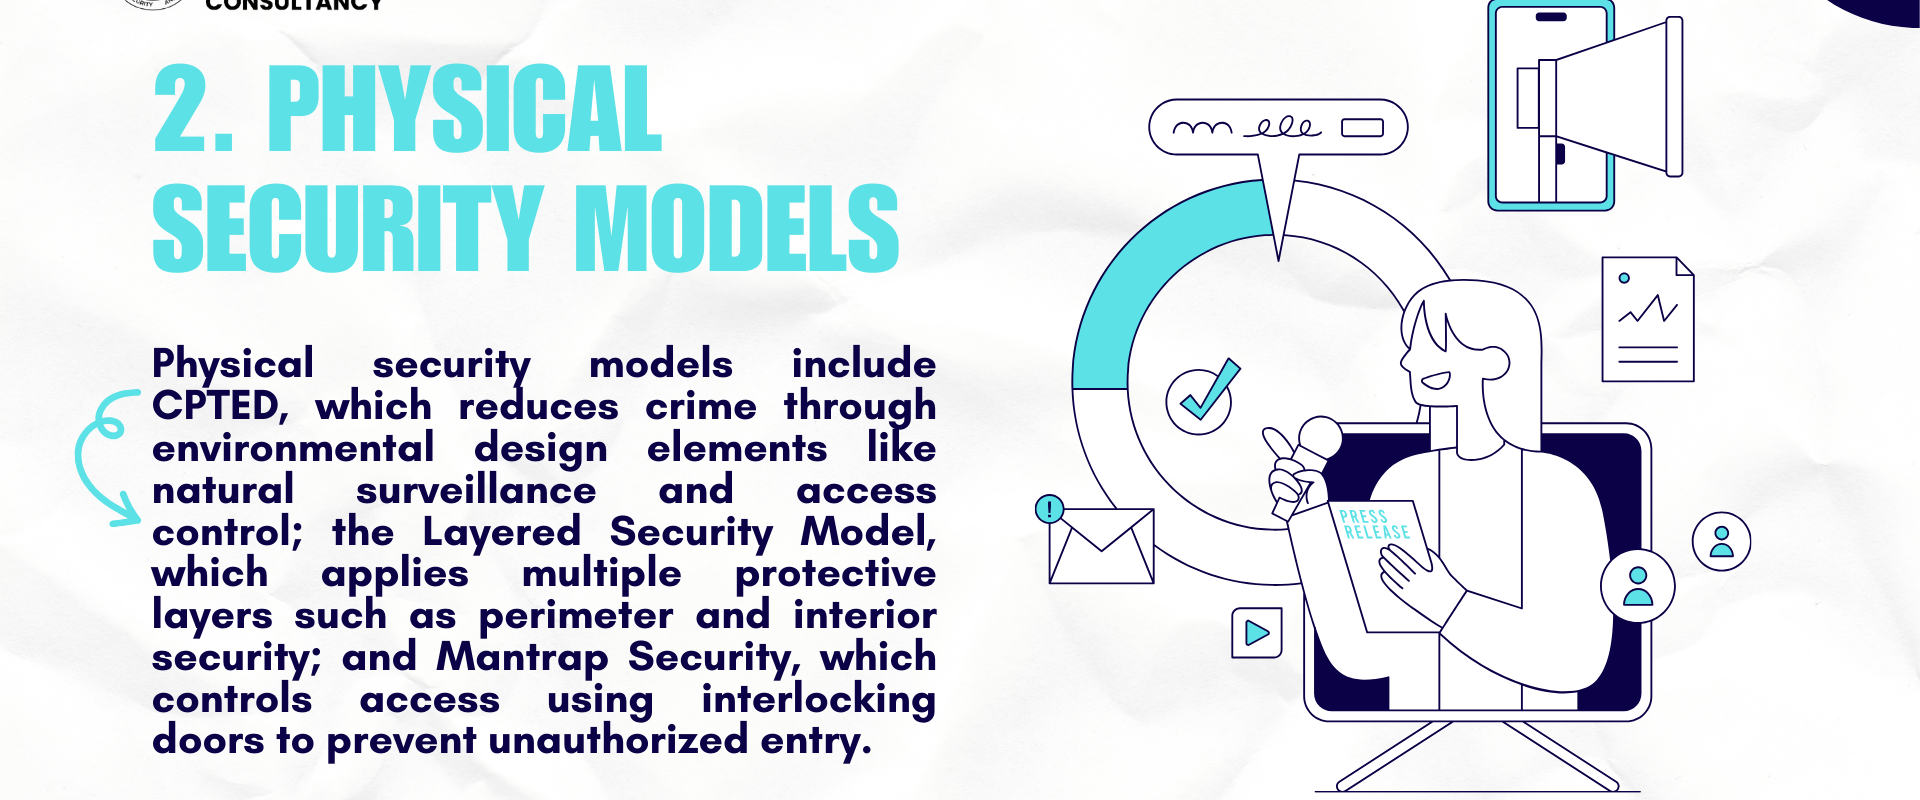 CONSULTANCY
2. PHYSICAL
SECURITY MODELS
Physical security models include
CPTED, which reduces crime through
environmental design elements like
natural surveillance and access
control; the Layered Security Model,
which applies multiple protective
layers such as perimeter and interior
security; and Mantrap Security, which
controls access using interlocking
doors to prevent unauthorized entry.
!
PRESS
RELEASE